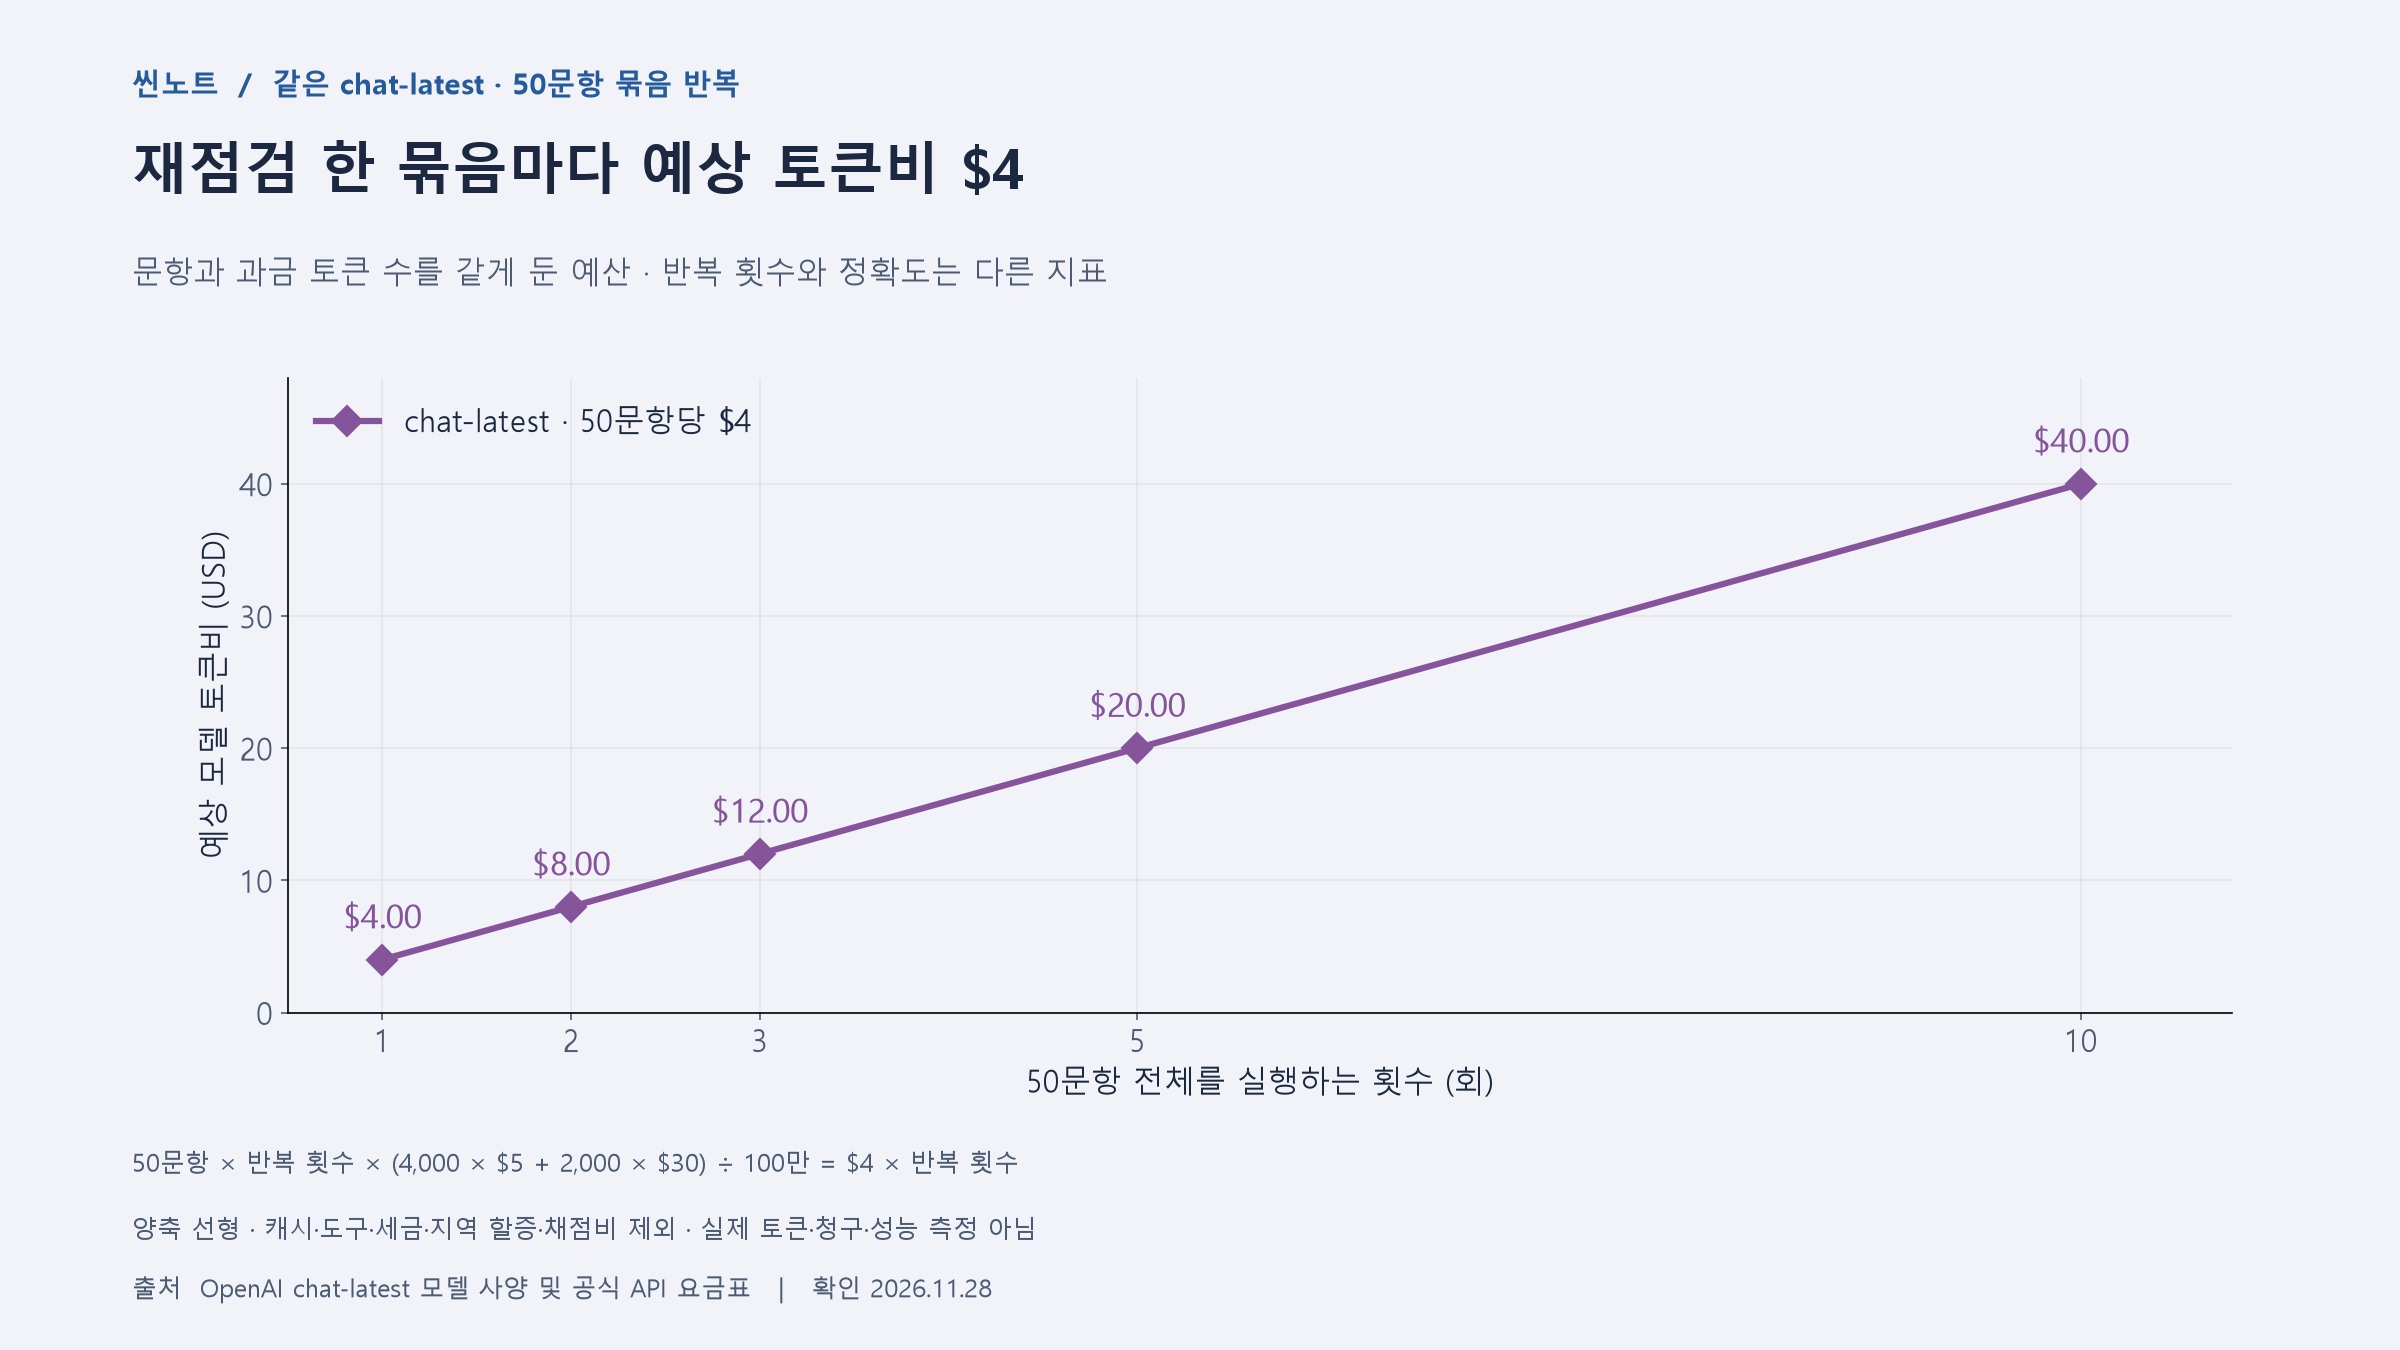 씬노트 / 같은 chat-latest · 50문항 묶음 반복
재점검 한 묶음마다 예상 토큰비 $4
문항과 과금 토큰 수를 같게 둔 예산 · 반복 횟수와 정확도는 다른 지표
chat-latest · 50문항당 $4
예상 모델 토큰비 (USD)
40
30
20
10
0
$4.00
$8.00
$12.00
$20.00
$40.00
1 2 3 5 10
50문항 전체를 실행하는 횟수 (회)
50문항 × 반복 횟수 × (4,000 × $5 + 2,000 × $30) ÷ 100만 = $4 × 반복 횟수
양축 선형 · 캐시·도구·세금·지역 할증·채점비 제외 · 실제 토큰·청구·성능 측정 아님
출처 OpenAI chat-latest 모델 사양 및 공식 API 요금표 | 확인 2026.11.28